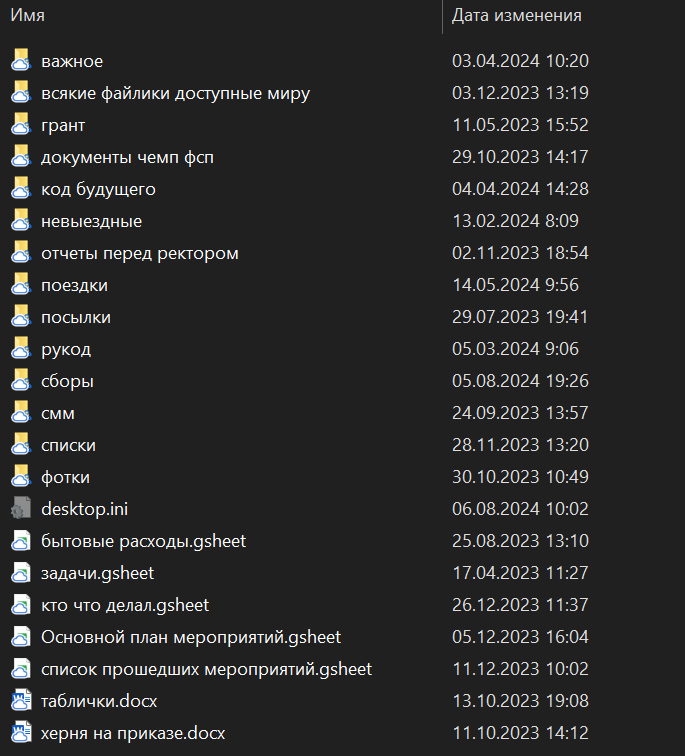 Имя Дата изменения
важное 03.04.2024 10:20
всякие файлики доступные миру 03.12.2023 13:19
грант 11.05.2023 15:52
документы чемп фсп 29.10.2023 14:17
код будущего 04.04.2024 14:28
невыездные 13.02.2024 8:09
отчеты перед ректором 02.11.2023 18:54
поездки 14.05.2024 9:56
посылки 29.07.2023 19:41
рукод 05.03.2024 9:06
сборы 05.08.2024 19:26
смм 24.09.2023 13:57
списки 28.11.2023 13:20
фотки 30.10.2023 10:49
desktop.ini 06.08.2024 10:02
бытовые расходы.gsheet 25.08.2023 13:10
задачи.gsheet 17.04.2023 11:27
кто что делал.gsheet 26.12.2023 11:37
Основной план мероприятий.gsheet 05.12.2023 16:04
список прошедших мероприятий.gsheet 11.12.2023 10:02
таблички.docx 13.10.2023 19:08
херня на приказе.docx 11.10.2023 14:12